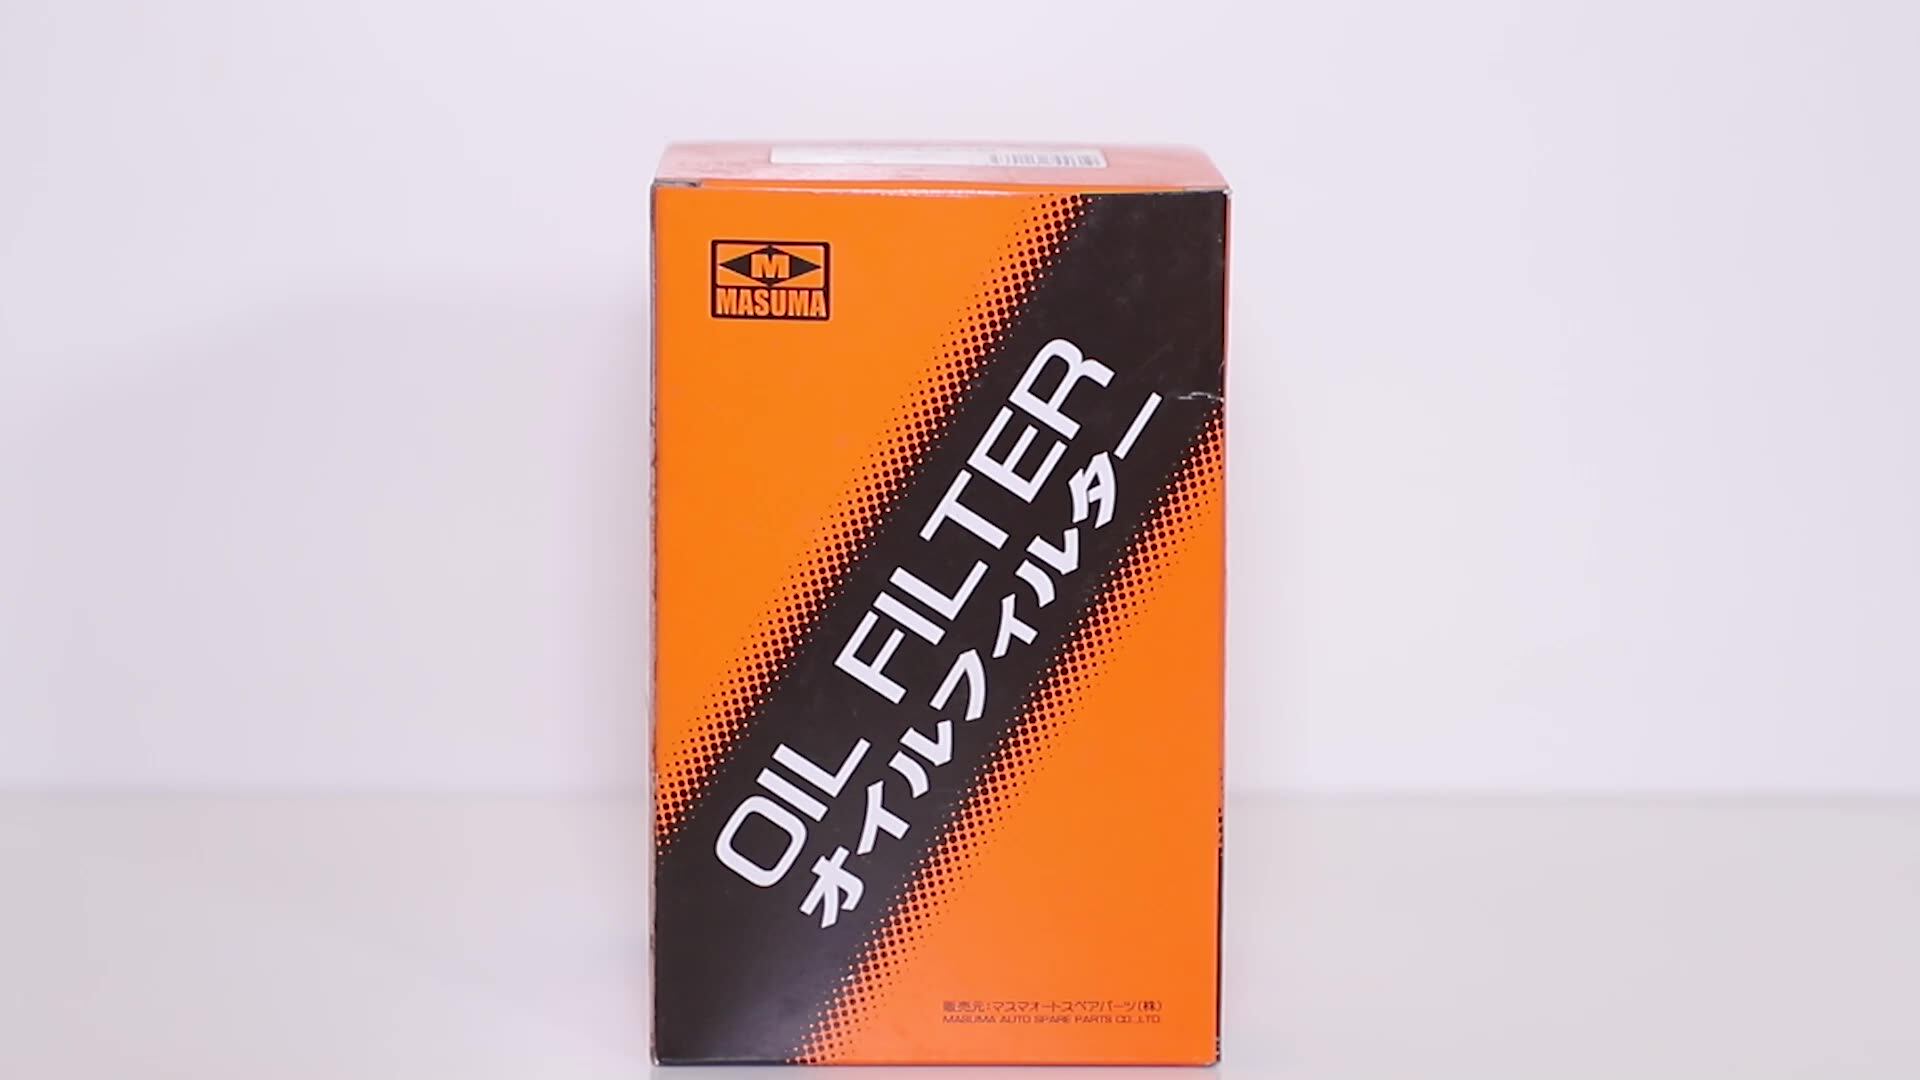 M
MASUMA
OIL FILTER
オイルフィルター
販売元:マスマオートスペアパーツ(株)
MASUMA AUTO SPARE PARTS CO.,LTD.